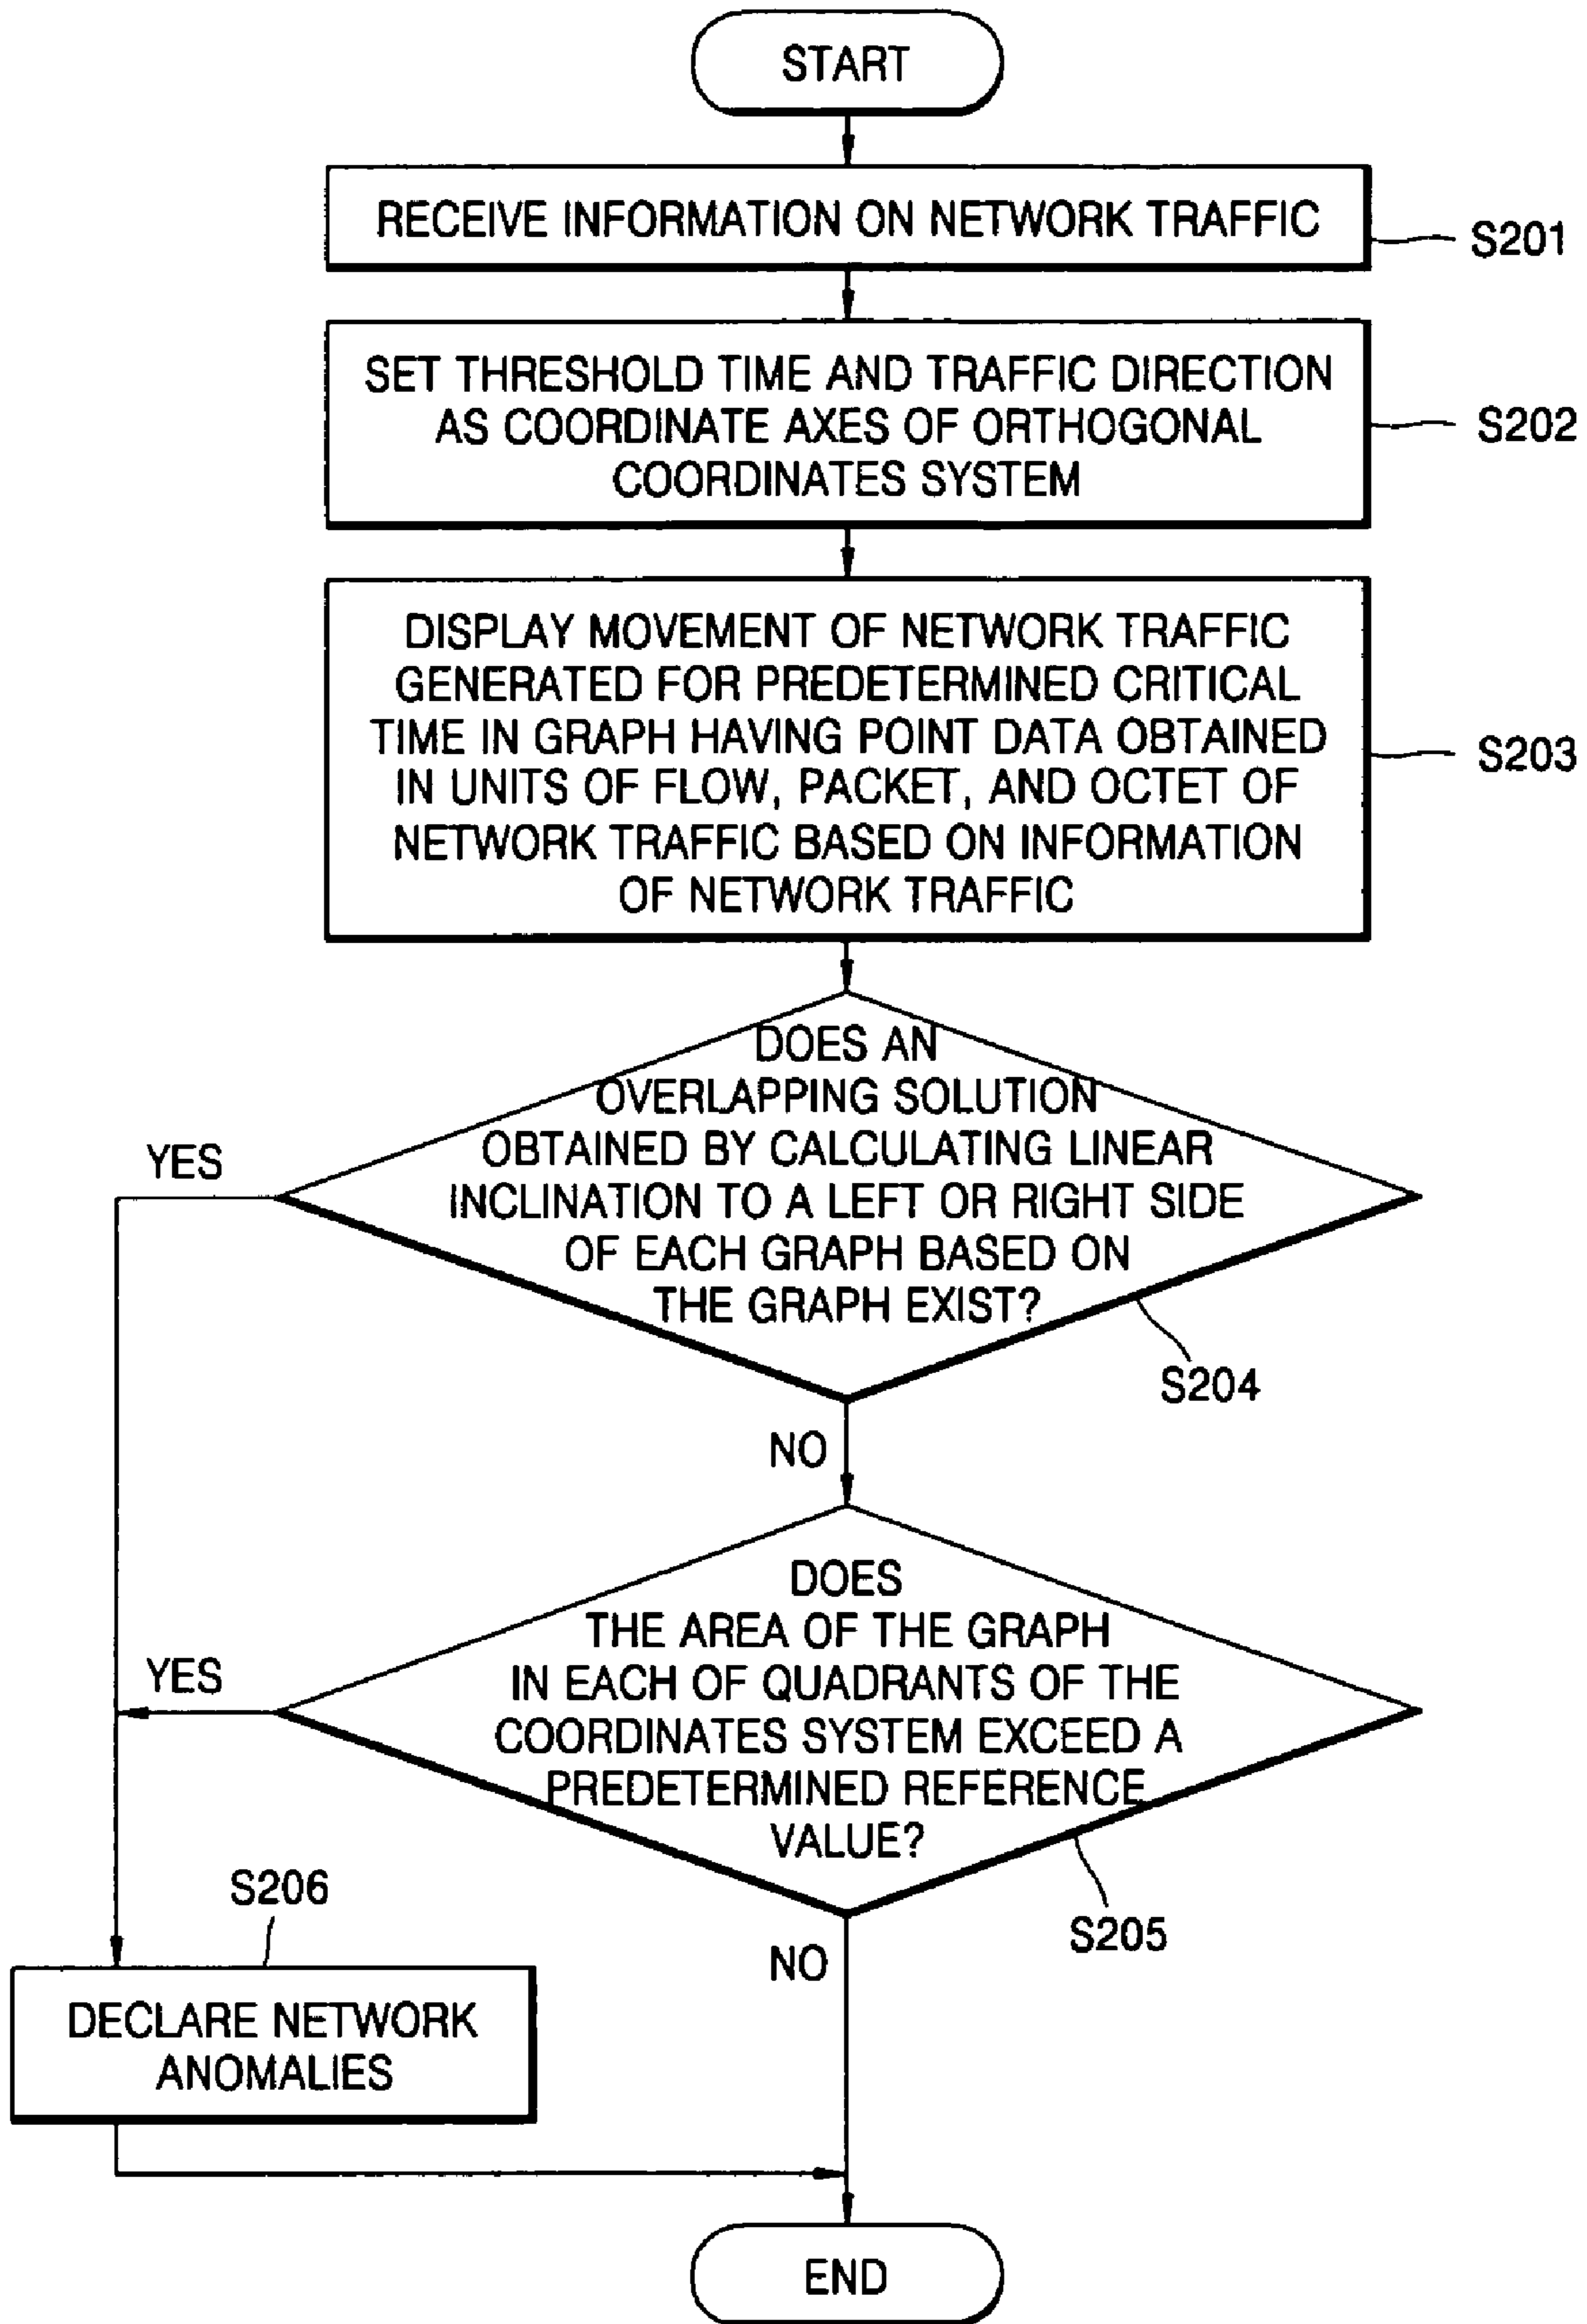 START
RECEIVE INFORMATION ON NETWORK TRAFFIC
S201
SET THRESHOLD TIME AND TRAFFIC DIRECTION
AS COORDINATE AXES OF ORTHOGONAL
COORDINATES SYSTEM
S202
DISPLAY MOVEMENT OF NETWORK TRAFFIC
GENERATED FOR PREDETERMINED CRITICAL
TIME IN GRAPH HAVING POINT DATA OBTAINED
IN UNITS OF FLOW, PACKET, AND OCTET OF
NETWORK TRAFFIC BASED ON INFORMATION
OF NETWORK TRAFFIC
S203
DOES AN
OVERLAPPING SOLUTION
OBTAINED BY CALCULATING LINEAR
INCLINATION TO A LEFT OR RIGHT SIDE
OF EACH GRAPH BASED ON
THE GRAPH EXIST?
YES
S204
NO
DOES
THE AREA OF THE GRAPH
IN EACH OF QUADRANTS OF THE
COORDINATES SYSTEM EXCEED A
PREDETERMINED REFERENCE
VALUE?
YES
S205
NO
S206
DECLARE NETWORK
ANOMALIES
END